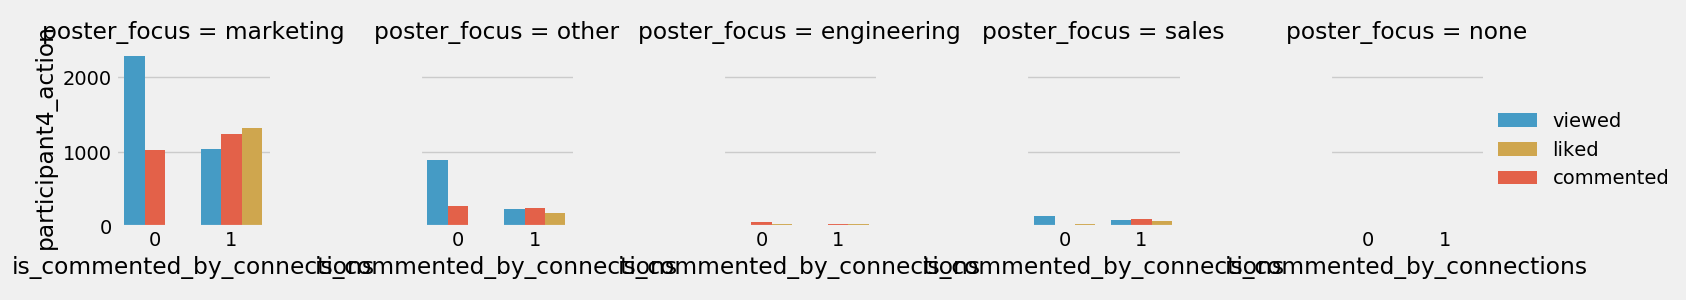 poster_focus = marketing
poster_focus = other
poster_focus = engineering
poster_focus = sales
poster_focus = none
participant4_action
2000
1000
0
0 1
0 1
0 1
0 1
0 1
is_commented_by_connections
is_commented_by_connections
is_commented_by_connections
is_commented_by_connections
is_commented_by_connections
viewed
liked
commented